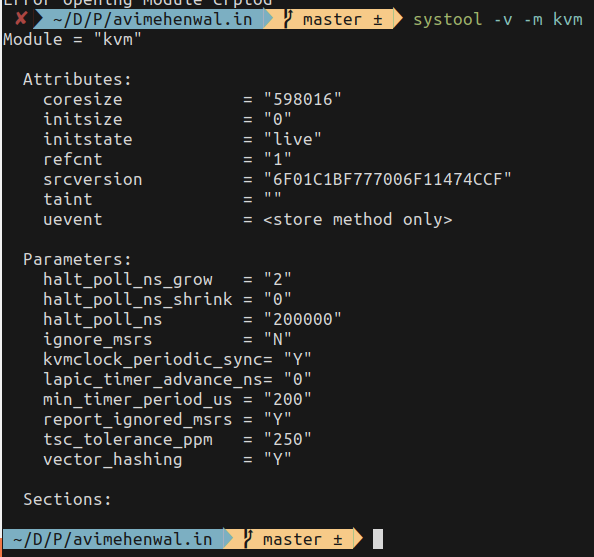 Error opening module crptod
✘ ~/D/P/avimehenwal.in master ± systool -v -m kvm
Module = "kvm"
Attributes:
coresize = "598016"
initsize = "0"
initstate = "live"
refcnt = "1"
srcversion = "6F01C1BF777006F11474CCF"
taint = ""
uevent = <store method only>
Parameters:
halt_poll_ns_grow = "2"
halt_poll_ns_shrink = "0"
halt_poll_ns = "200000"
ignore_msrs = "N"
kvmclock_periodic_sync= "Y"
lapic_timer_advance_ns= "0"
min_timer_period_us = "200"
report_ignored_msrs = "Y"
tsc_tolerance_ppm = "250"
vector_hashing = "Y"
Sections:
~/D/P/avimehenwal.in master ±